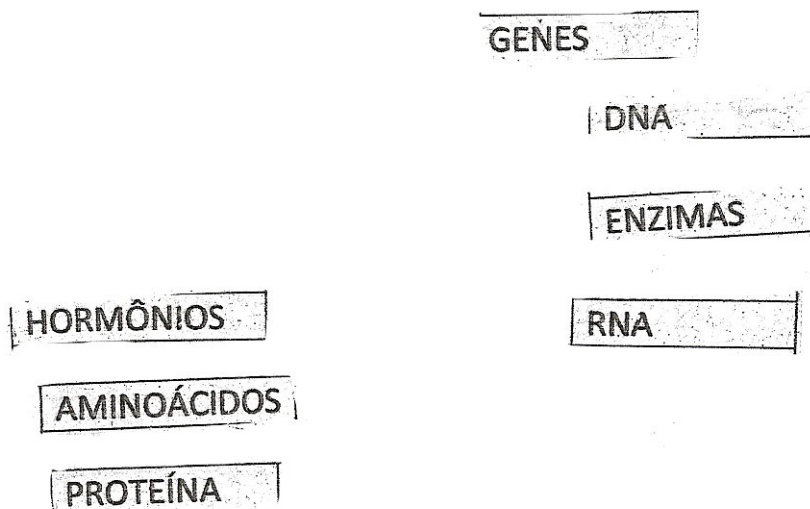 GENES
DNA
ENZIMAS
HORMÔNIOS
RNA
AMINOÁCIDOS
PROTEÍNA